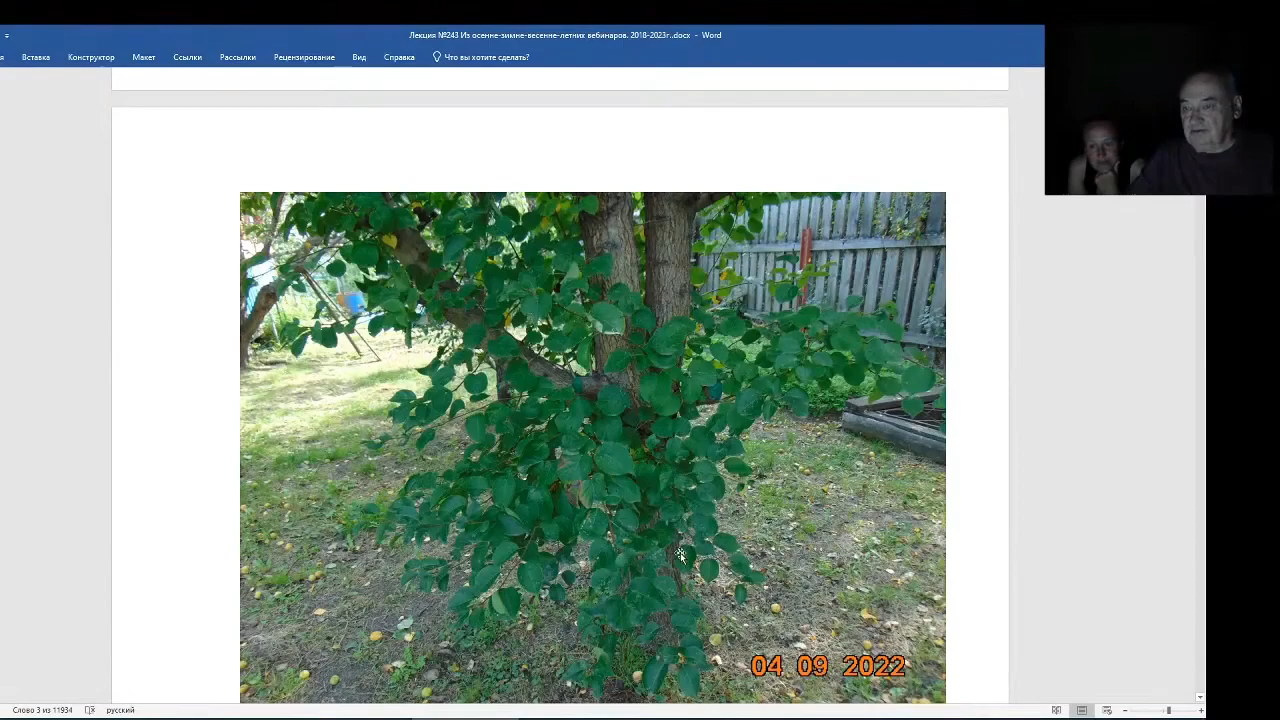 Лекция №243 Из осенне-зимне-весенне-летних вебинаров. 2018-2023г..docx - Word
я Вставка Конструктор Макет Ссылки Рассылки Рецензирование Вид Справка Что вы хотите сделать?
04 09 2022
Слово 3 из 11934 русский